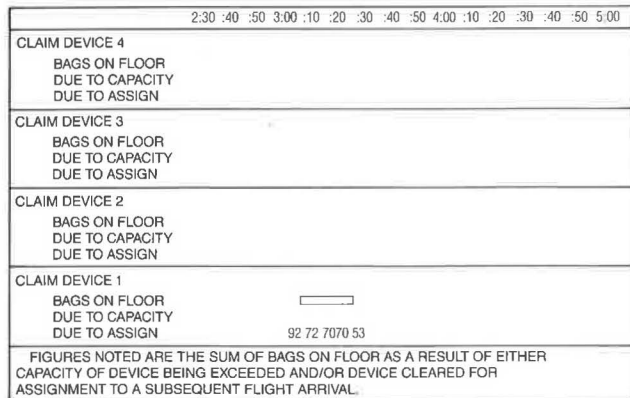 2:30 :40 :50 3:00 :10 :20 :30 :40 :50 4:00 :10 :20 :30 :40 :50 5:00
CLAIM DEVICE 4
BAGS ON FLOOR
DUE TO CAPACITY
DUE TO ASSIGN
CLAIM DEVICE 3
BAGS ON FLOOR
DUE TO CAPACITY
DUE TO ASSIGN
CLAIM DEVICE 2
BAGS ON FLOOR
DUE TO CAPACITY
DUE TO ASSIGN
CLAIM DEVICE 1
BAGS ON FLOOR
DUE TO CAPACITY
DUE TO ASSIGN 92 72 7070 53
FIGURES NOTED ARE THE SUM OF BAGS ON FLOOR AS A RESULT OF EITHER
CAPACITY OF DEVICE BEING EXCEEDED AND/OR DEVICE CLEARED FOR
ASSIGNMENT TO A SUBSEQUENT FLIGHT ARRIVAL.